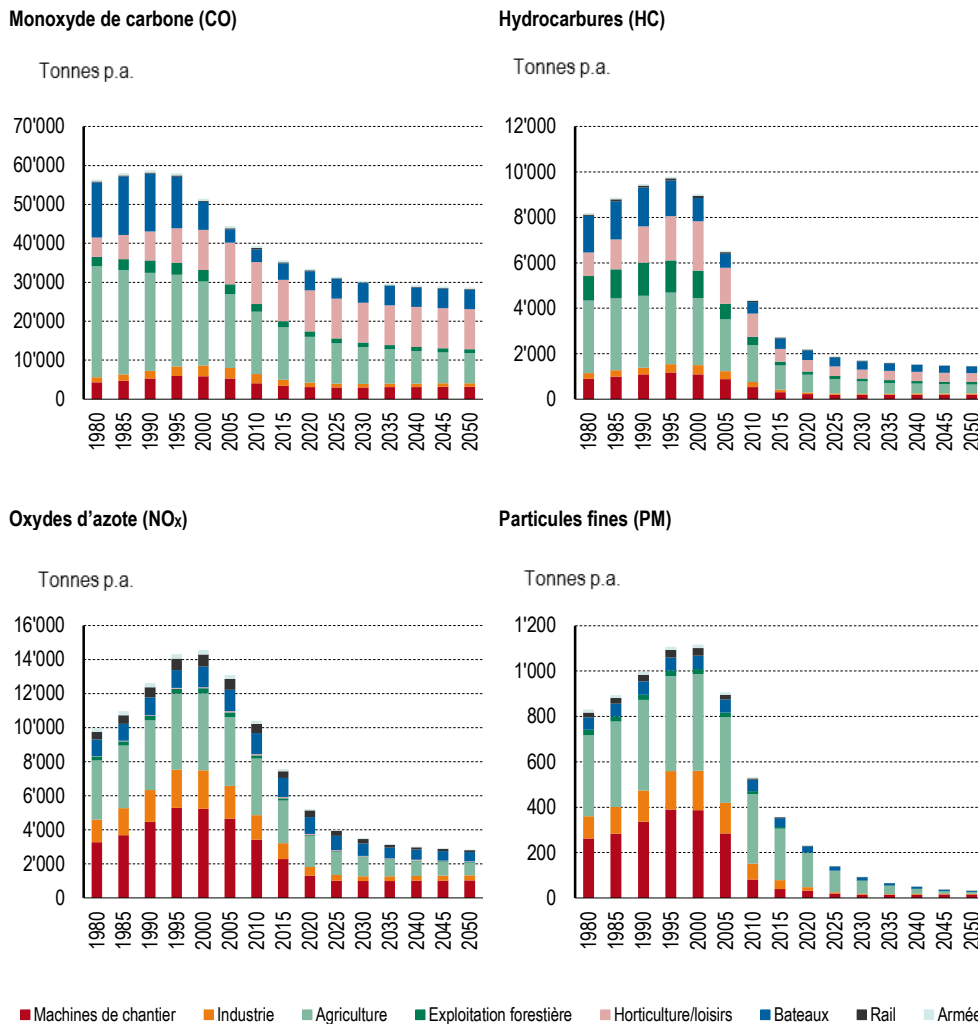 Monoxyde de carbone (CO)
Tonnes p.a.
70'000
60'000
50'000
40'000
30'000
20'000
10'000
0
1980 1985 1990 1995 2000 2005 2010 2015 2020 2025 2030 2035 2040 2045 2050
Hydrocarbures (HC)
Tonnes p.a.
12'000
10'000
8'000
6'000
4'000
2'000
0
1980 1985 1990 1995 2000 2005 2010 2015 2020 2025 2030 2035 2040 2045 2050
Oxydes d'azote (NOx)
Tonnes p.a.
16'000
14'000
12'000
10'000
8'000
6'000
4'000
2'000
0
1980 1985 1990 1995 2000 2005 2010 2015 2020 2025 2030 2035 2040 2045 2050
Particules fines (PM)
Tonnes p.a.
1'200
1'000
800
600
400
200
0
1980 1985 1990 1995 2000 2005 2010 2015 2020 2025 2030 2035 2040 2045 2050
Machines de chantier Industrie Agriculture Exploitation forestière Horticulture/loisirs Bateaux Rail Armée